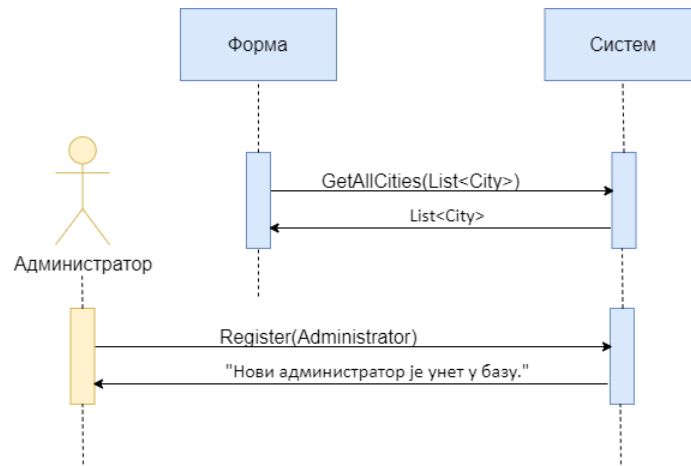 Форма
Систем
GetAllCities(List<City>)
List<City>
Администратор
Register(Administrator)
"Нови администратор је унет у базу."